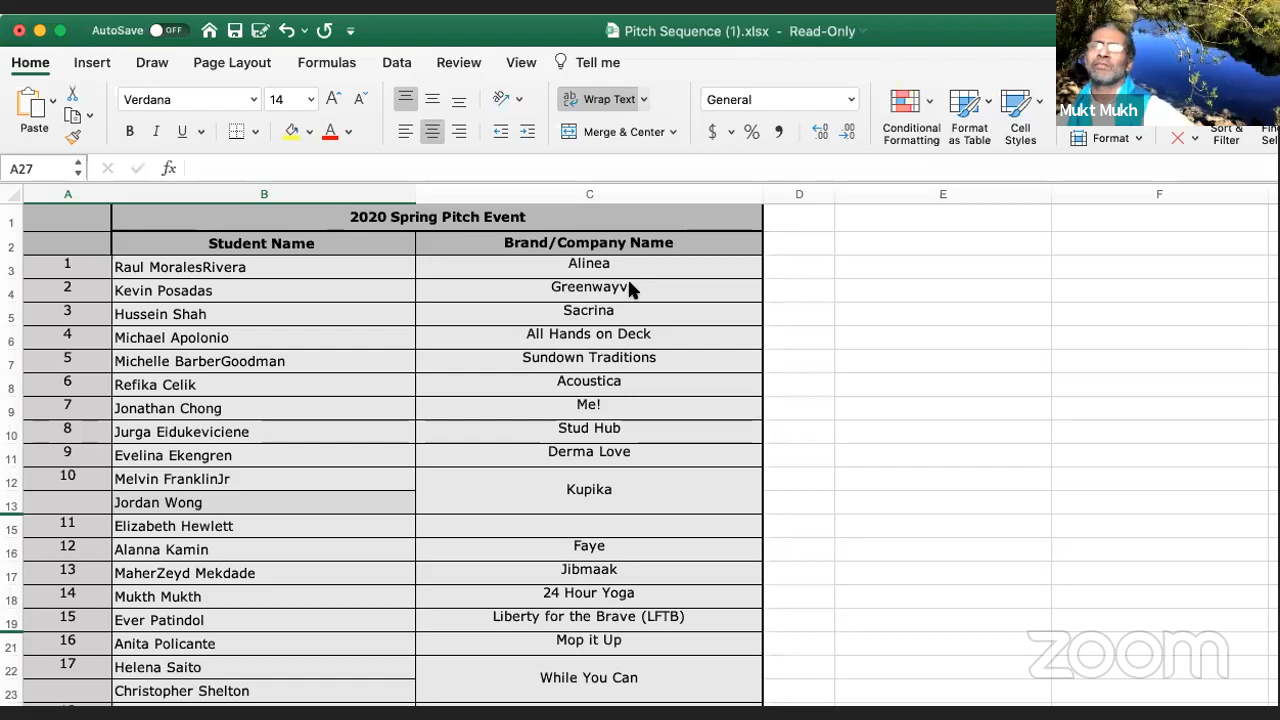 AutoSave OFF Pitch Sequence (1).xlsx - Read-Only
Home Insert Draw Page Layout Formulas Data Review View Tell me
Mukt Mukh
Paste Verdana 14 A A B I U A Wrap Text Merge & Center General $ % Conditional Formatting Format as Table Cell Styles Format Sort & Filter
A27 fx
A B C D E F
1 2020 Spring Pitch Event
2 Student Name Brand/Company Name
3 1 Raul MoralesRivera Alinea
4 2 Kevin Posadas Greenwayv
5 3 Hussein Shah Sacrina
6 4 Michael Apolonio All Hands on Deck
7 5 Michelle BarberGoodman Sundown Traditions
8 6 Refika Celik Acoustica
9 7 Jonathan Chong Me!
10 8 Jurga Eidukeviciene Stud Hub
11 9 Evelina Ekengren Derma Love
12 10 Melvin FranklinJr Kupika
13 Jordan Wong
15 11 Elizabeth Hewlett
16 12 Alanna Kamin Faye
17 13 MaherZeyd Mekdade Jibmaak
18 14 Mukth Mukth 24 Hour Yoga
19 15 Ever Patindol Liberty for the Brave (LFTB)
21 16 Anita Policante Mop it Up
22 17 Helena Saito While You Can
23 Christopher Shelton
zoom